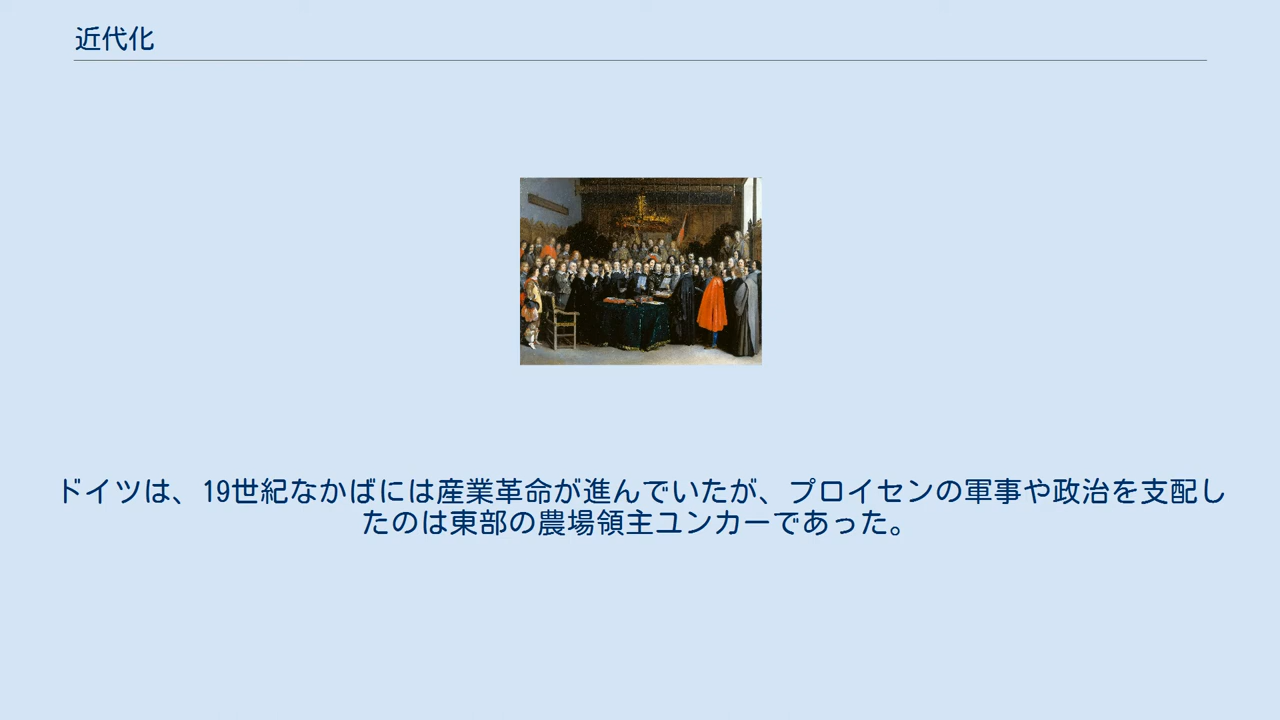 近代化
ドイツは、19世紀なかばには産業革命が進んでいたが、プロイセンの軍事や政治を支配し
たのは東部の農場領主ユンカーであった。